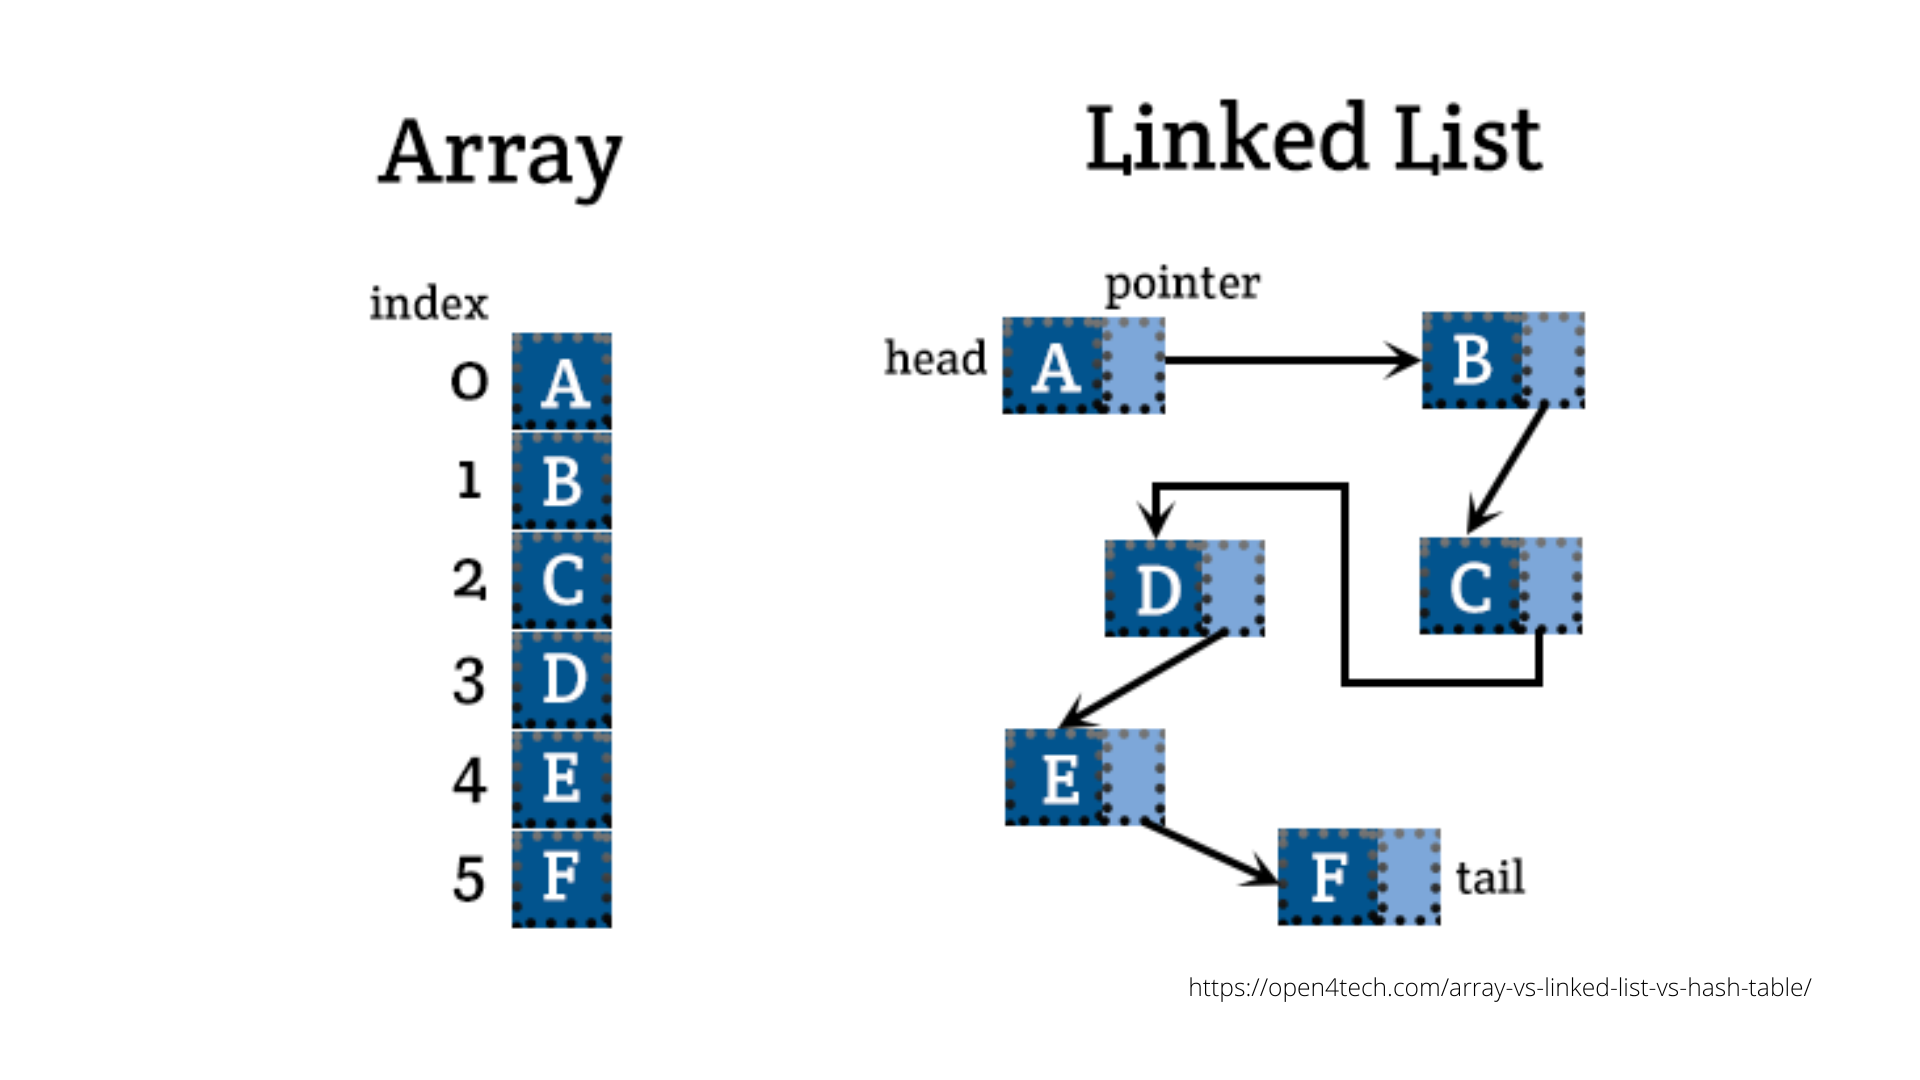 Array
index
0 A
1 B
2 C
3 D
4 E
5 F
Linked List
pointer
head A B
D C
E
F tail
https://open4tech.com/array-vs-linked-list-vs-hash-table/